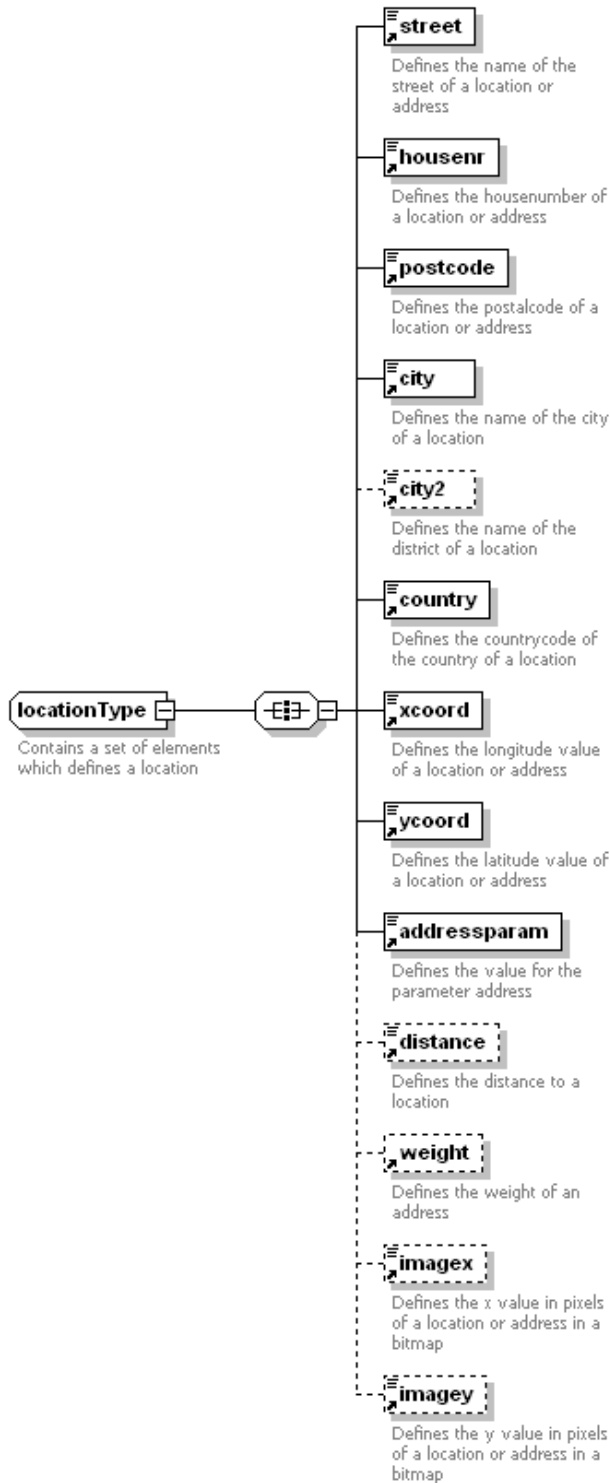 street
Defines the name of the
street of a location or
address
housenr
Defines the housenumber of
a location or address
postcode
Defines the postalcode of a
location or address
city
Defines the name of the city
of a location
city2
Defines the name of the
district of a location
country
Defines the countrycode of
the country of a location
locationType
Contains a set of elements
which defines a location
xcoord
Defines the longitude value
of a location or address
ycoord
Defines the latitude value of
a location or address
addressparam
Defines the value for the
parameter address
distance
Defines the distance to a
location
weight
Defines the weight of an
address
imagex
Defines the x value in pixels
of a location or address in a
bitmap
imagey
Defines the y value in pixels
of a location or address in a
bitmap